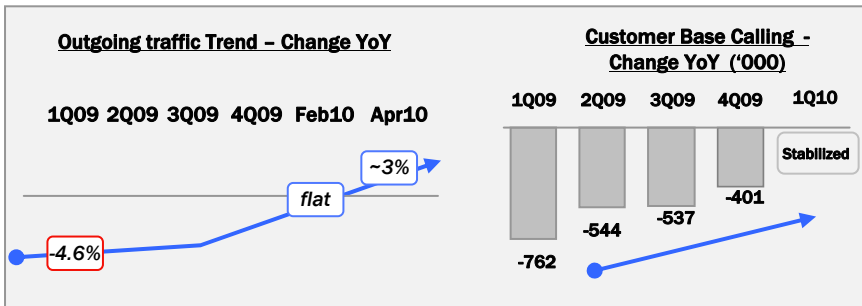 Outgoing traffic Trend – Change YoY
1Q09 2Q09 3Q09 4Q09 Feb10 Apr10
~3%
flat
-4.6%
Customer Base Calling -
Change YoY (‘000)
1Q09 2Q09 3Q09 4Q09 1Q10
Stabilized
-401
-537
-544
-762